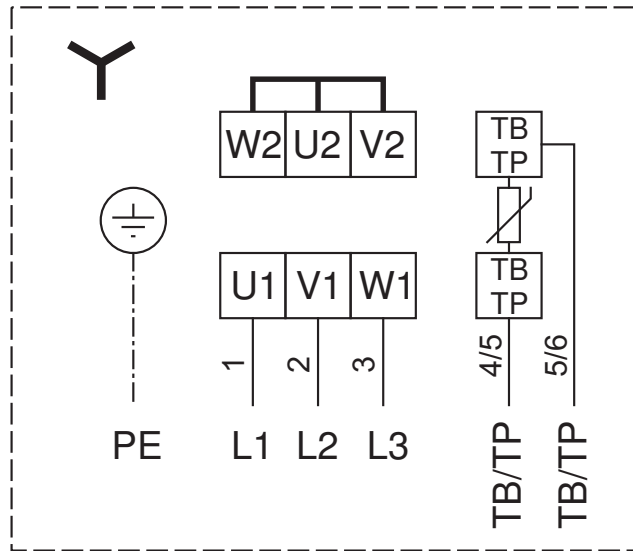 W2 U2 V2
TB
TP
U1 V1 W1
TB
TP
1 2 3 4/5 5/6
PE L1 L2 L3 TB/TP TB/TP